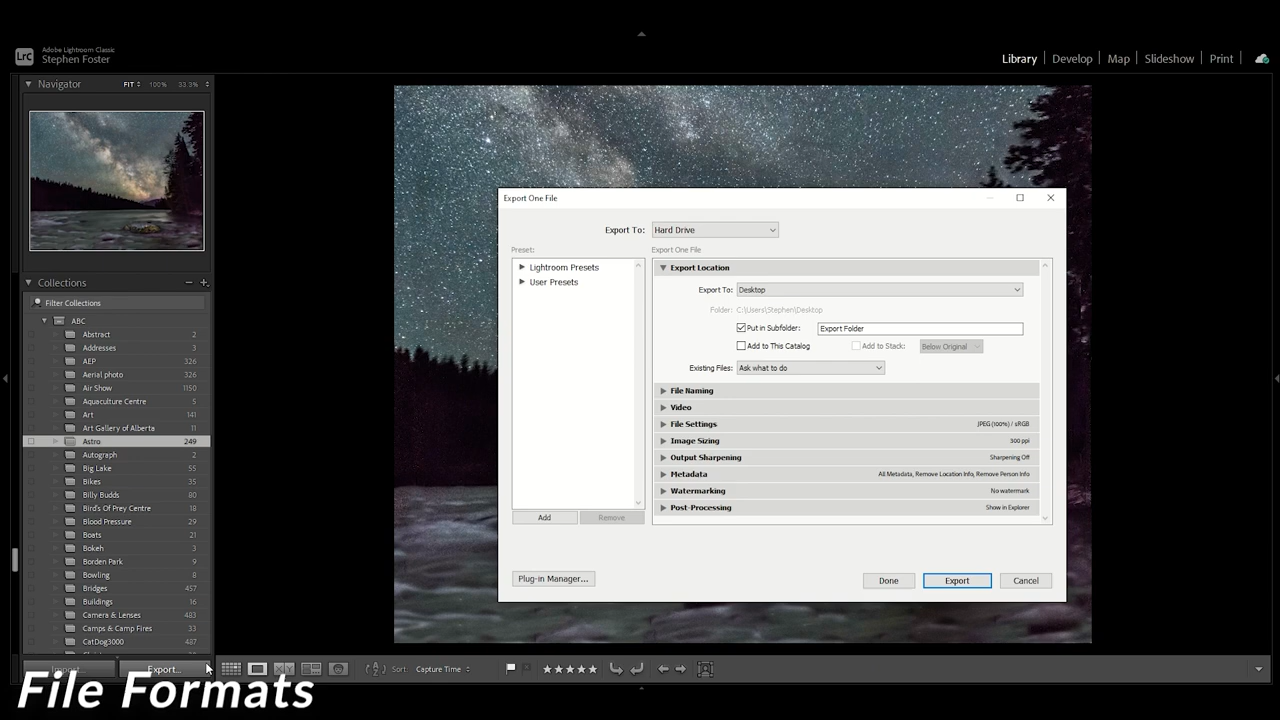 Adobe Lightroom Classic
Stephen Foster
Lrc
Library | Develop | Map | Slideshow | Print
Navigator FIT 100% 33.3%
Collections
Filter Collections
ABC
Abstract 2
Addresses 3
AEP 326
Aerial photo 326
Air Show 1150
Aquaculture Centre 5
Art 141
Art Gallery of Alberta 11
Astro 249
Autograph 2
Big Lake 55
Bikes 35
Billy Budds 80
Bird's Of Prey Centre 18
Blood Pressure 29
Boats 21
Bokeh 3
Borden Park 9
Bowling 8
Bridges 457
Buildings 16
Camera & Lenses 483
Camps & Camp Fires 33
CatDog3000 487
Import... Export...
Sort: Capture Time
Export One File
Export To: Hard Drive
Preset:
Lightroom Presets
User Presets
Add Remove
Plug-in Manager...
Export One File
Export Location
Export To: Desktop
Folder: C:\Users\Stephen\Desktop
Put in Subfolder: Export Folder
Add to This Catalog Add to Stack: Below Original
Existing Files: Ask what to do
File Naming
Video
File Settings JPEG (100%) / sRGB
Image Sizing 300 ppi
Output Sharpening Sharpening Off
Metadata All Metadata, Remove Location Info, Remove Person Info
Watermarking No watermark
Post-Processing Show in Explorer
Done Export Cancel
File Formats